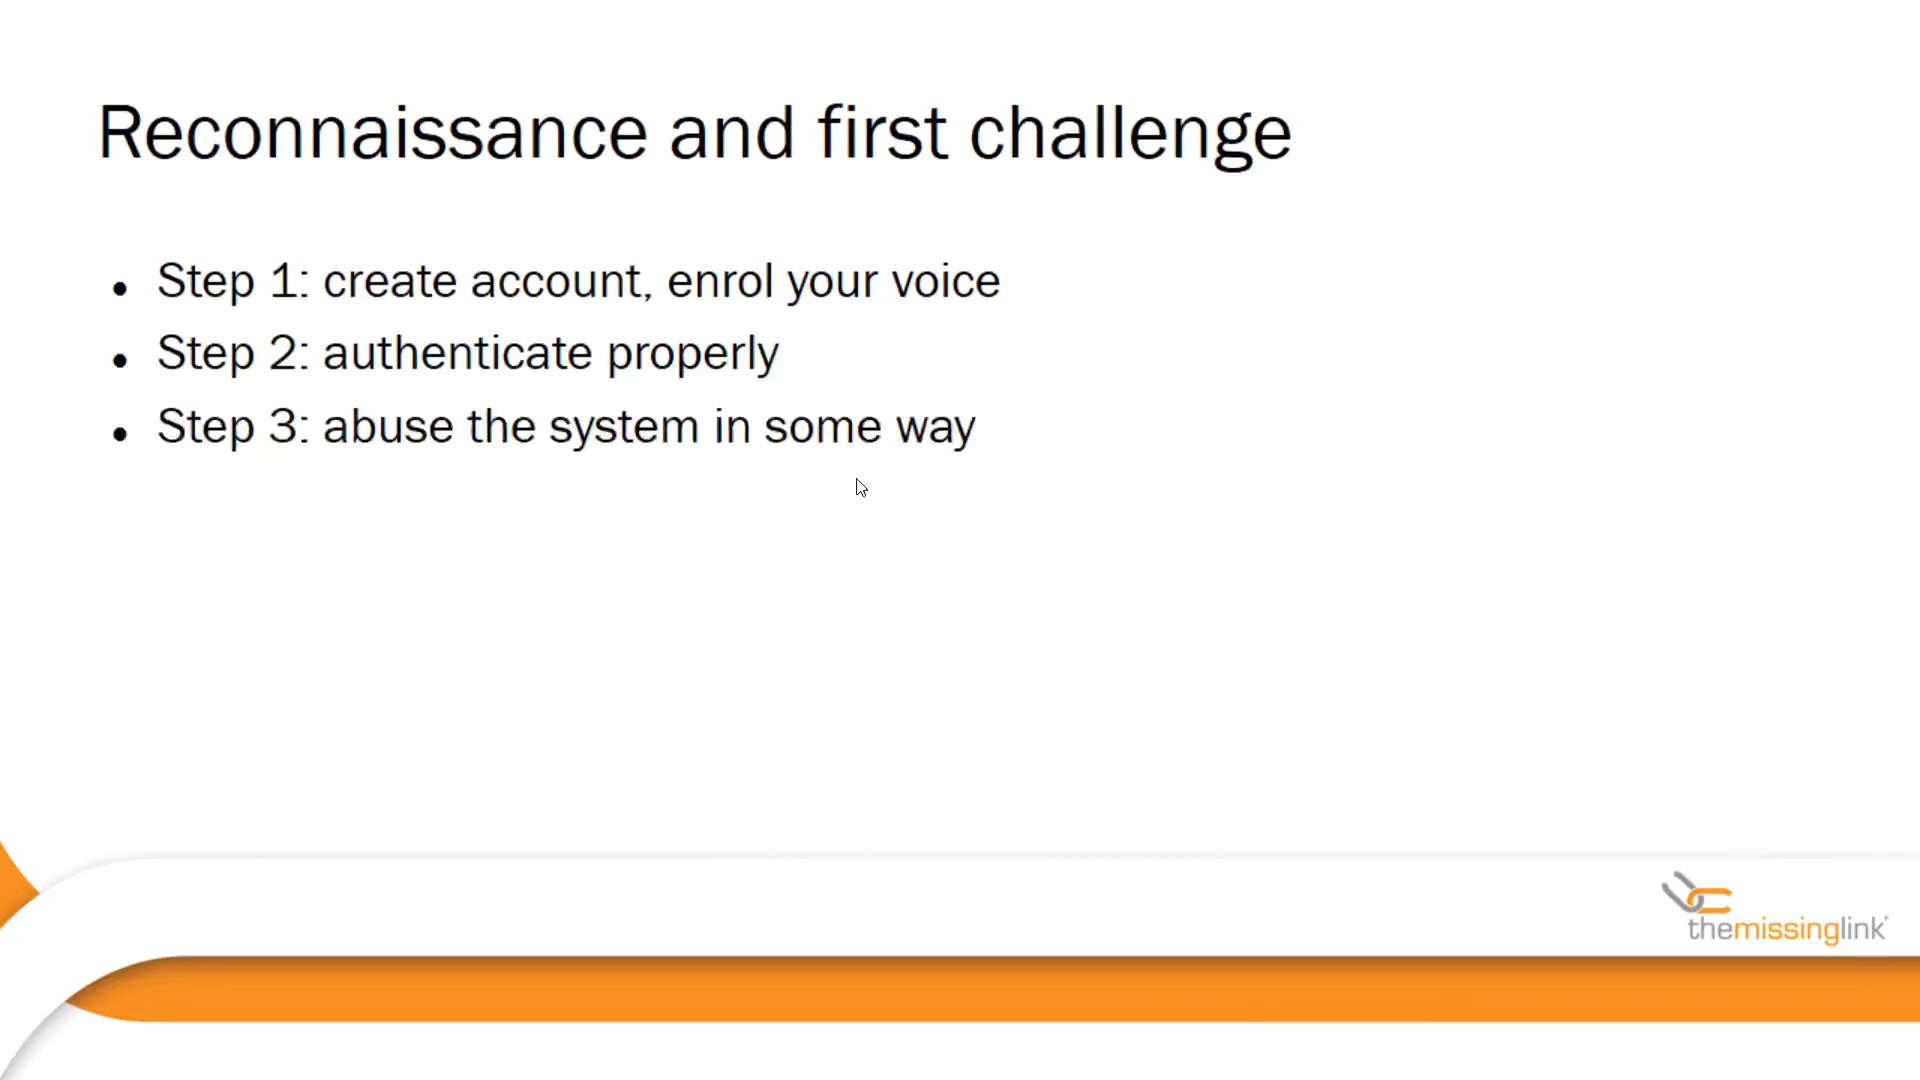 Reconnaissance and first challenge
• Step 1: create account, enrol your voice
• Step 2: authenticate properly
• Step 3: abuse the system in some way
themissinglink®